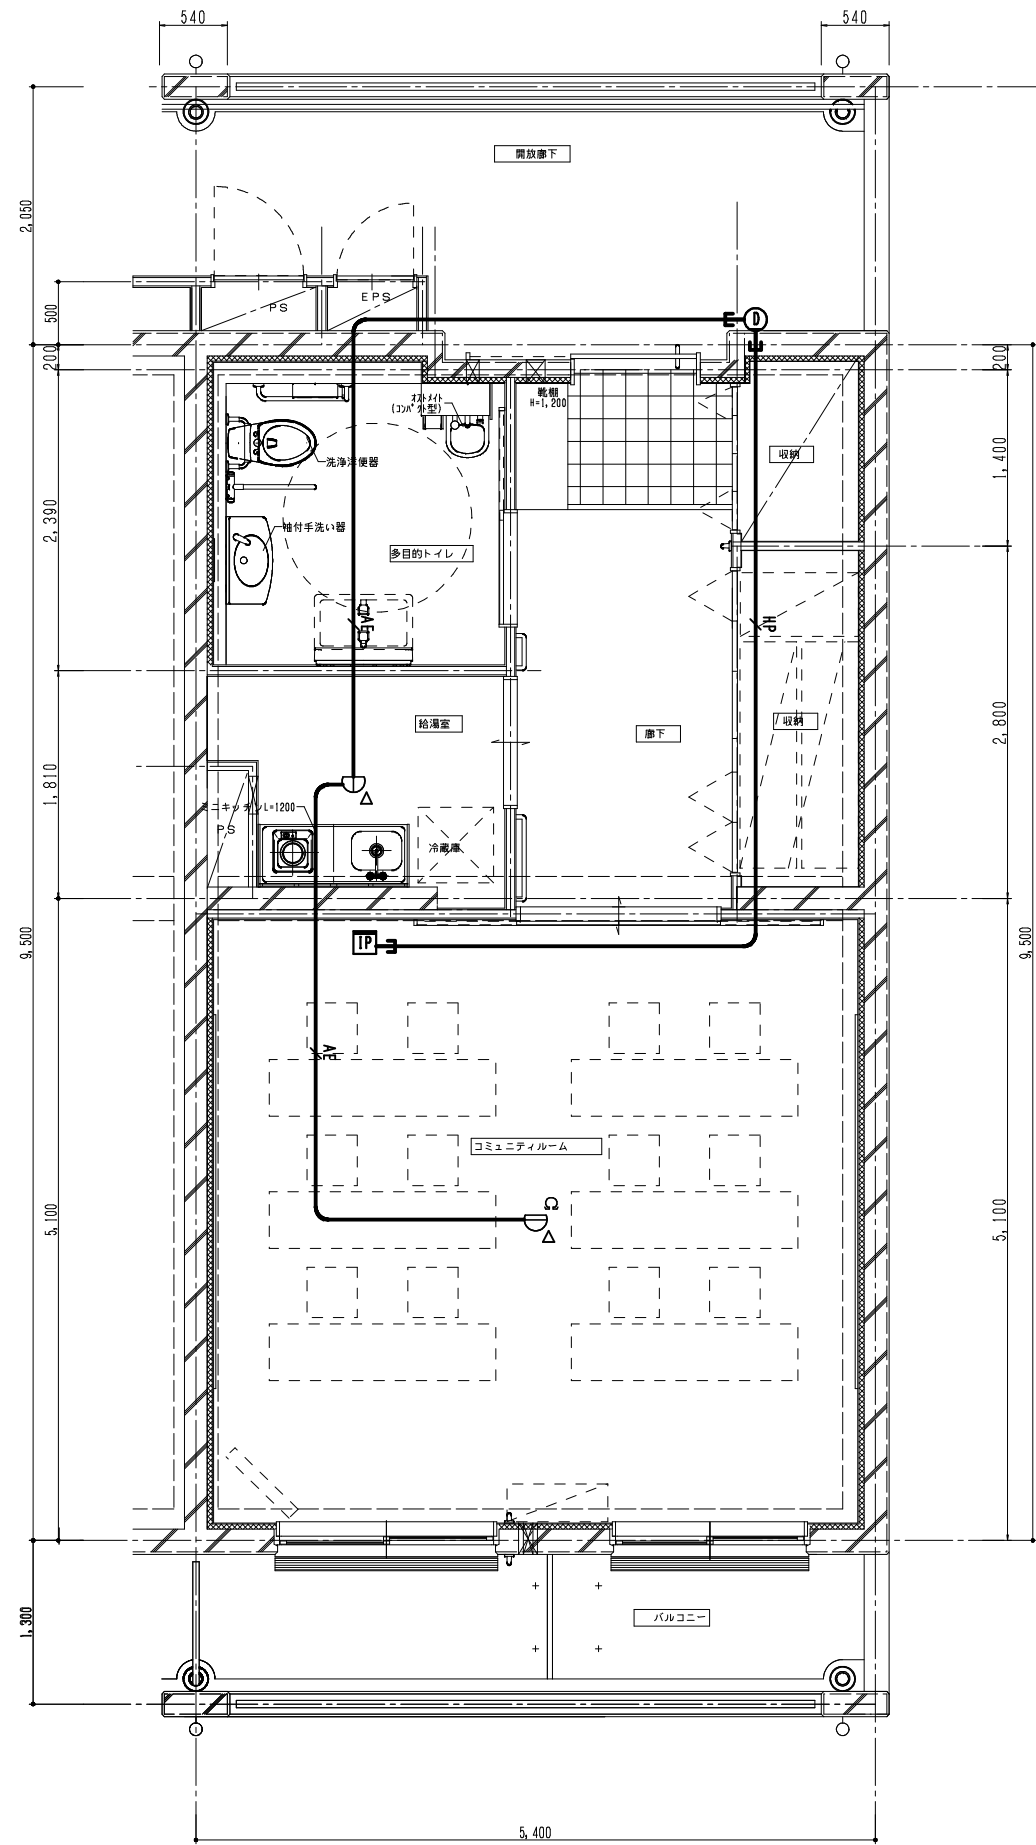 540
540
開放廊下
2,050
500
200
PS
EPS
D
200
靴棚
H=1,200
オストメイト
(コンパクト型)
洗浄洋便器
収納
1,400
2,390
袖付手洗い器
多目的トイレ
AE
HP
給湯室
廊下
収納
2,800
1,810
ミニキッチンL=1200
PS
冷蔵庫
9,500
9,500
IP
AE
コミュニティルーム
5,100
5,100
Ω
バルコニー
1,300
5,400